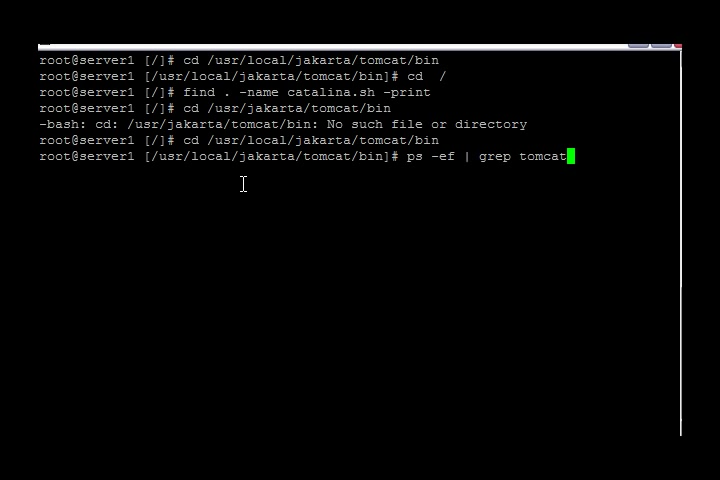 root@server1 [/]# cd /usr/local/jakarta/tomcat/bin
root@server1 [/usr/local/jakarta/tomcat/bin]# cd  /
root@server1 [/]# find . -name catalina.sh -print
root@server1 [/]# cd /usr/jakarta/tomcat/bin
-bash: cd: /usr/jakarta/tomcat/bin: No such file or directory
root@server1 [/]# cd /usr/local/jakarta/tomcat/bin
root@server1 [/usr/local/jakarta/tomcat/bin]# ps -ef | grep tomcat